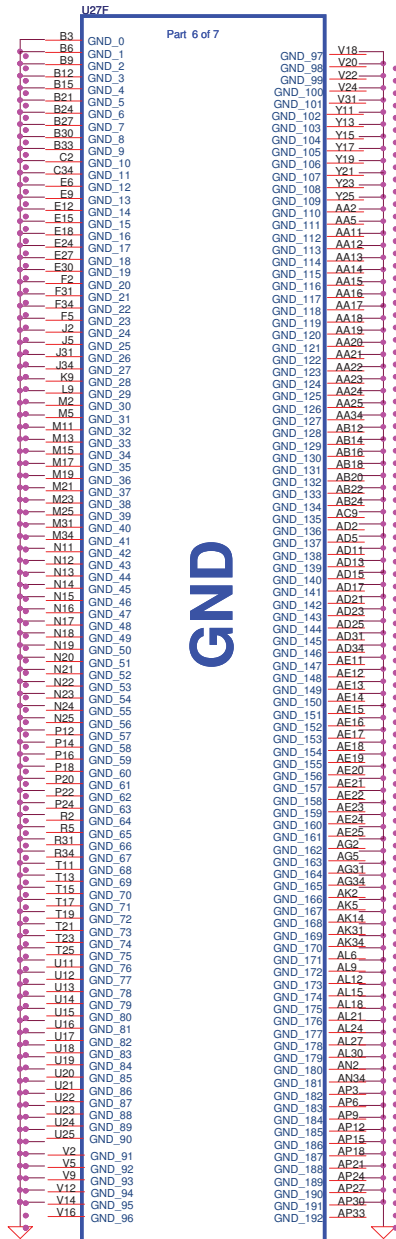 U27F
Part 6 of 7
B3 GND_0
B6 GND_1
B9 GND_2
B12 GND_3
B15 GND_4
B21 GND_5
B24 GND_6
B27 GND_7
B30 GND_8
B33 GND_9
C2 GND_10
C34 GND_11
E6 GND_12
E9 GND_13
E12 GND_14
E15 GND_15
E18 GND_16
E24 GND_17
E27 GND_18
E30 GND_19
F2 GND_20
F31 GND_21
F34 GND_22
F5 GND_23
J2 GND_24
J5 GND_25
J31 GND_26
J34 GND_27
K9 GND_28
L9 GND_29
M2 GND_30
M5 GND_31
M11 GND_32
M13 GND_33
M15 GND_34
M17 GND_35
M19 GND_36
M21 GND_37
M23 GND_38
M25 GND_39
M31 GND_40
M34 GND_41
N11 GND_42
N12 GND_43
N13 GND_44
N14 GND_45
N15 GND_46
N16 GND_47
N17 GND_48
N18 GND_49
N19 GND_50
N20 GND_51
N21 GND_52
N22 GND_53
N23 GND_54
N24 GND_55
N25 GND_56
P12 GND_57
P14 GND_58
P16 GND_59
P18 GND_60
P20 GND_61
P22 GND_62
P24 GND_63
R2 GND_64
R5 GND_65
R31 GND_66
R34 GND_67
T11 GND_68
T13 GND_69
T15 GND_70
T17 GND_71
T19 GND_72
T21 GND_73
T23 GND_74
T25 GND_75
U11 GND_76
U12 GND_77
U13 GND_78
U14 GND_79
U15 GND_80
U16 GND_81
U17 GND_82
U18 GND_83
U19 GND_84
U20 GND_85
U21 GND_86
U22 GND_87
U23 GND_88
U24 GND_89
U25 GND_90
V2 GND_91
V5 GND_92
V9 GND_93
V12 GND_94
V14 GND_95
V16 GND_96
GND
GND_97 V18
GND_98 V20
GND_99 V22
GND_100 V24
GND_101 V31
GND_102 Y11
GND_103 Y13
GND_104 Y15
GND_105 Y17
GND_106 Y19
GND_107 Y21
GND_108 Y23
GND_109 Y25
GND_110 AA2
GND_111 AA5
GND_112 AA11
GND_113 AA12
GND_114 AA13
GND_115 AA14
GND_116 AA15
GND_117 AA16
GND_118 AA17
GND_119 AA18
GND_120 AA19
GND_121 AA20
GND_122 AA21
GND_123 AA22
GND_124 AA23
GND_125 AA24
GND_126 AA25
GND_127 AA34
GND_128 AB12
GND_129 AB14
GND_130 AB16
GND_131 AB18
GND_132 AB20
GND_133 AB22
GND_134 AB24
GND_135 AC9
GND_136 AD2
GND_137 AD5
GND_138 AD11
GND_139 AD13
GND_140 AD15
GND_141 AD17
GND_142 AD21
GND_143 AD23
GND_144 AD25
GND_145 AD31
GND_146 AD34
GND_147 AE11
GND_148 AE12
GND_149 AE13
GND_150 AE14
GND_151 AE15
GND_152 AE16
GND_153 AE17
GND_154 AE18
GND_155 AE19
GND_156 AE20
GND_157 AE21
GND_158 AE22
GND_159 AE23
GND_160 AE24
GND_161 AE25
GND_162 AG2
GND_163 AG5
GND_164 AG31
GND_165 AG34
GND_166 AK2
GND_167 AK5
GND_168 AK14
GND_169 AK31
GND_170 AK34
GND_171 AL6
GND_172 AL9
GND_173 AL12
GND_174 AL15
GND_175 AL18
GND_176 AL21
GND_177 AL24
GND_178 AL27
GND_179 AL30
GND_180 AN2
GND_181 AN34
GND_182 AP3
GND_183 AP6
GND_184 AP9
GND_185 AP12
GND_186 AP15
GND_187 AP18
GND_188 AP21
GND_189 AP24
GND_190 AP27
GND_191 AP30
GND_192 AP33